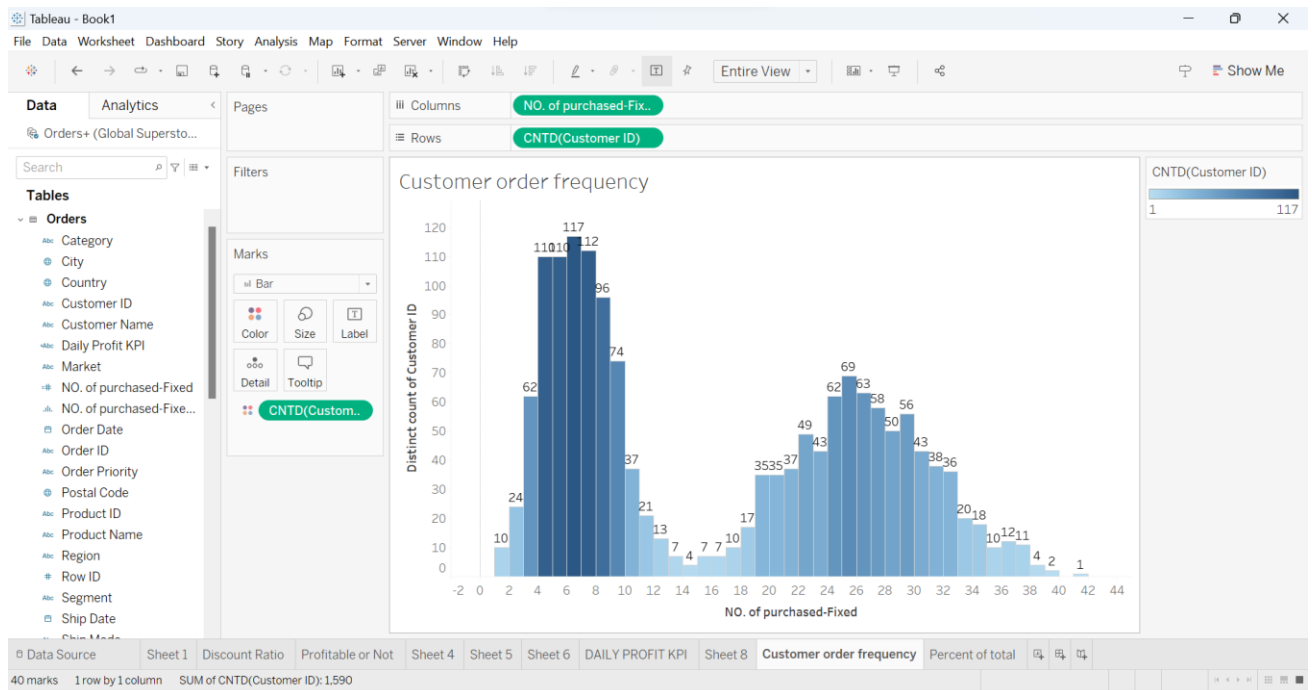 Tableau - Book1
File Data Worksheet Dashboard Story Analysis Map Format Server Window Help
Entire View
Show Me
Data Analytics
Orders+ (Global Supersto...
Search
Tables
Orders
Category
City
Country
Customer ID
Customer Name
Daily Profit KPI
Market
NO. of purchased-Fixed
NO. of purchased-Fixe...
Order Date
Order ID
Order Priority
Postal Code
Product ID
Product Name
Region
Row ID
Segment
Ship Date
Ship Mode
Pages
Filters
Marks
Bar
Color Size Label
Detail Tooltip
CNTD(Custom..
Columns NO. of purchased-Fix..
Rows CNTD(Customer ID)
Customer order frequency
Distinct count of Customer ID
120
110
100
90
80
70
60
50
40
30
20
10
0
10 24 62 110 110 117 112 96 74 37 21 13 7 4 7 7 10 17 35 35 37 49 43 62 69 63 58 50 56 43 38 36 20 18 10 12 11 4 2 1
-2 0 2 4 6 8 10 12 14 16 18 20 22 24 26 28 30 32 34 36 38 40 42 44
NO. of purchased-Fixed
CNTD(Customer ID)
1 117
Data Source Sheet 1 Discount Ratio Profitable or Not Sheet 4 Sheet 5 Sheet 6 DAILY PROFIT KPI Sheet 8 Customer order frequency Percent of total
40 marks 1 row by 1 column SUM of CNTD(Customer ID): 1,590